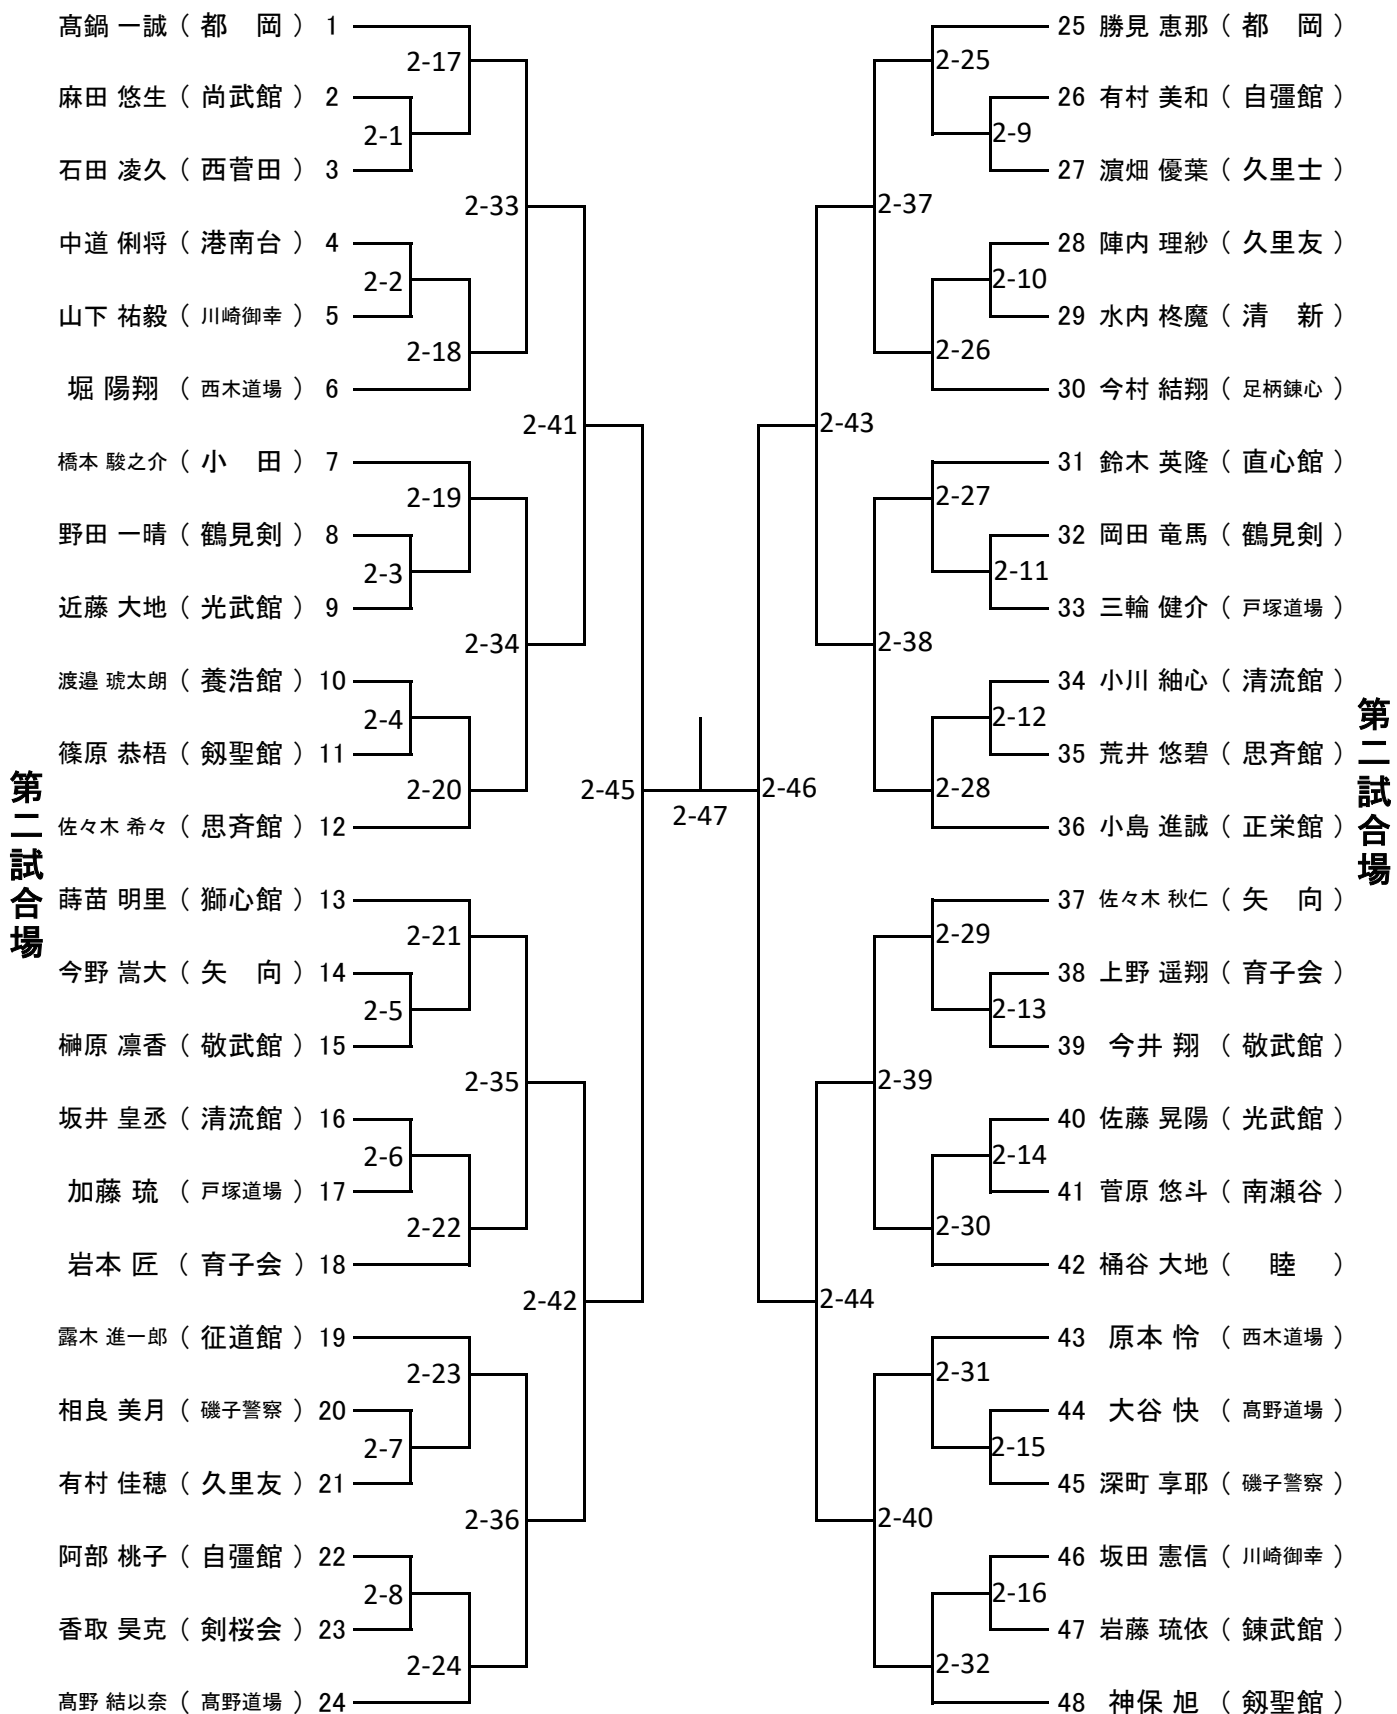 第二試合場
髙鍋 一誠 （ 都　岡 ） 1
麻田 悠生 （ 尚武館 ） 2
石田 凌久 （ 西菅田 ） 3
中道 俐将 （ 港南台 ） 4
山下 祐毅 （ 川崎御幸 ） 5
堀 陽翔 （ 西木道場 ） 6
橋本 駿之介 （ 小　田 ） 7
野田 一晴 （ 鶴見剣 ） 8
近藤 大地 （ 光武館 ） 9
渡邉 琥太朗 （ 養浩館 ） 10
篠原 恭梧 （ 剱聖館 ） 11
佐々木 希々 （ 思斉館 ） 12
蒔苗 明里 （ 獅心館 ） 13
今野 嵩大 （ 矢　向 ） 14
榊原 凛香 （ 敬武館 ） 15
坂井 皇丞 （ 清流館 ） 16
加藤 琉 （ 戸塚道場 ） 17
岩本 匠 （ 育子会 ） 18
露木 進一郎 （ 征道館 ） 19
相良 美月 （ 磯子警察 ） 20
有村 佳穂 （ 久里友 ） 21
阿部 桃子 （ 自彊館 ） 22
香取 昊克 （ 剣桜会 ） 23
髙野 結以奈 （ 髙野道場 ） 24
2-1
2-2
2-3
2-4
2-5
2-6
2-7
2-8
2-17
2-18
2-19
2-20
2-21
2-22
2-23
2-24
2-33
2-34
2-35
2-36
2-41
2-42
2-45
2-47
2-46
2-43
2-44
2-37
2-38
2-39
2-40
2-25
2-26
2-27
2-28
2-29
2-30
2-31
2-32
2-9
2-10
2-11
2-12
2-13
2-14
2-15
2-16
25 勝見 恵那 （ 都　岡 ）
26 有村 美和 （ 自彊館 ）
27 濵畑 優葉 （ 久里士 ）
28 陣内 理紗 （ 久里友 ）
29 水内 柊魔 （ 清　新 ）
30 今村 結翔 （ 足柄錬心 ）
31 鈴木 英隆 （ 直心館 ）
32 岡田 竜馬 （ 鶴見剣 ）
33 三輪 健介 （ 戸塚道場 ）
34 小川 紬心 （ 清流館 ）
35 荒井 悠碧 （ 思斉館 ）
36 小島 進誠 （ 正栄館 ）
37 佐々木 秋仁 （ 矢　向 ）
38 上野 遥翔 （ 育子会 ）
39 今井 翔 （ 敬武館 ）
40 佐藤 晃陽 （ 光武館 ）
41 菅原 悠斗 （ 南瀬谷 ）
42 桶谷 大地 （ 睦 ）
43 原本 怜 （ 西木道場 ）
44 大谷 快 （ 髙野道場 ）
45 深町 享耶 （ 磯子警察 ）
46 坂田 憲信 （ 川崎御幸 ）
47 岩藤 琉依 （ 錬武館 ）
48 神保 旭 （ 剱聖館 ）
第二試合場